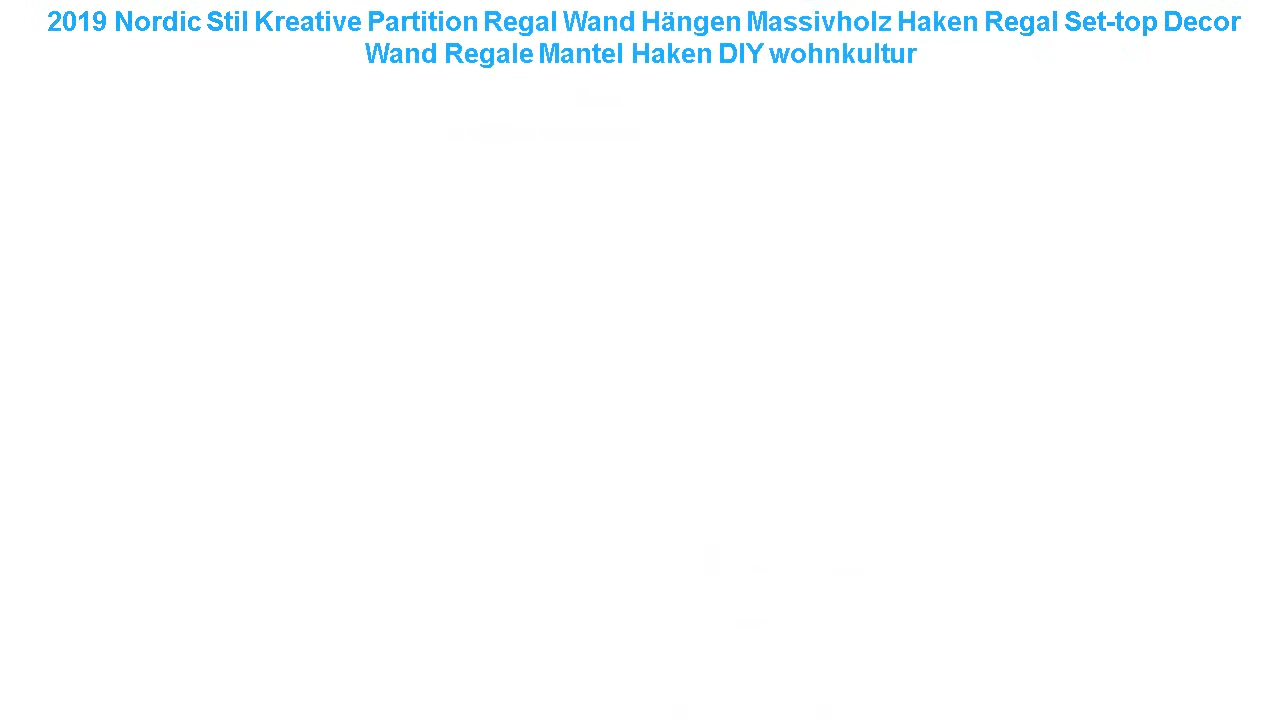 2019 Nordic Stil Kreative Partition Regal Wand Hängen Massivholz Haken Regal Set-top Decor
Wand Regale Mantel Haken DIY wohnkultur